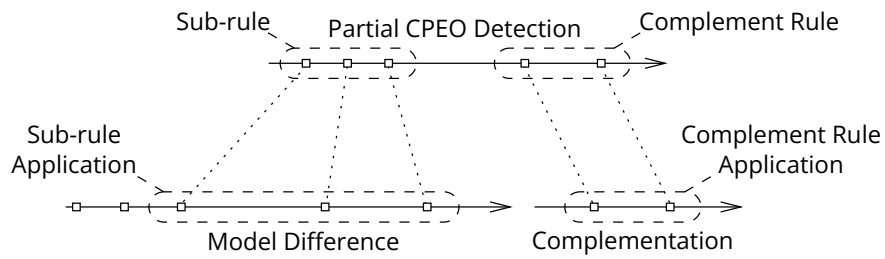 Sub-rule
Partial CPEO Detection
Complement Rule
Sub-rule
Application
Complement Rule
Application
Model Difference
Complementation